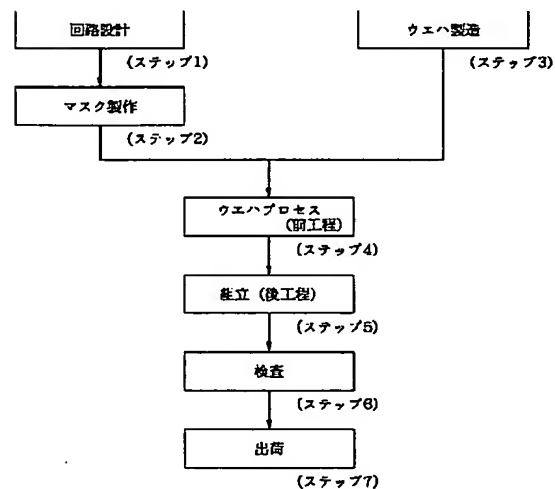 回路設計
(ステップ1)
ウエハ製造
(ステップ3)
マスク製作
(ステップ2)
ウエハプロセス
(前工程)
(ステップ4)
組立(後工程)
(ステップ5)
検査
(ステップ6)
出荷
(ステップ7)